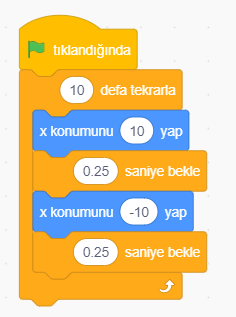 tıklandığında
10 defa tekrarla
x konumunu 10 yap
0.25 saniye bekle
x konumunu -10 yap
0.25 saniye bekle